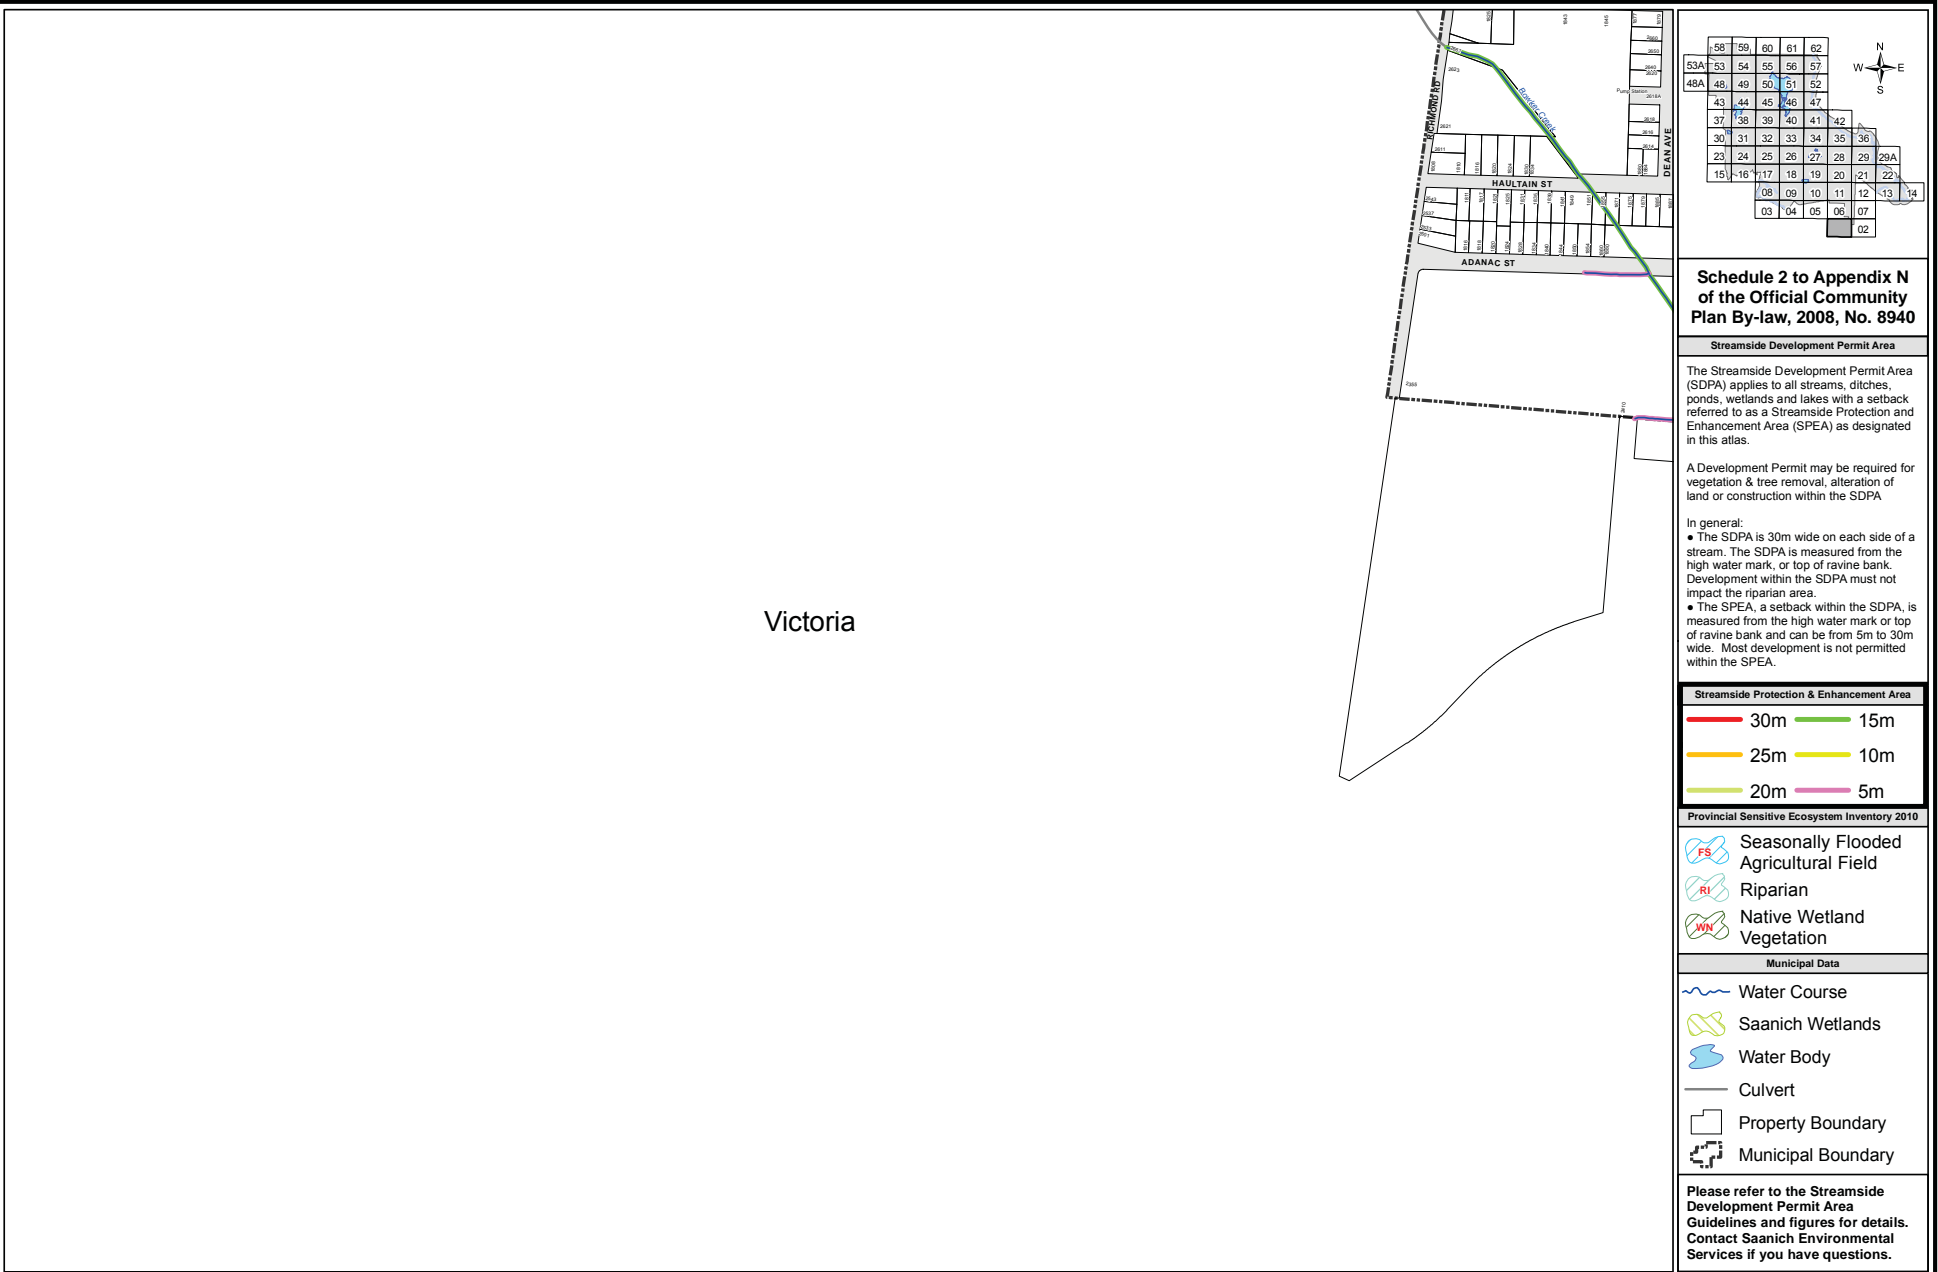 Victoria
RICHMOND RD
Bowker Creek
DEAN AVE
HAULTAIN ST
ADANAC ST
Pump Station
2618A
2660
2650
2640
2618
2616
2614
2623
2621
2611
2543
2537
2355
N
W E
S
58 59 60 61 62
53A 53 54 55 56 57
48A 48 49 50 51 52
43 44 45 46 47
37 38 39 40 41 42
30 31 32 33 34 35 36
23 24 25 26 27 28 29 29A
15 16 17 18 19 20 21 22
08 09 10 11 12 13 14
03 04 05 06 07
02
Schedule 2 to Appendix N
of the Official Community
Plan By-law, 2008, No. 8940
Streamside Development Permit Area
The Streamside Development Permit Area
(SDPA) applies to all streams, ditches,
ponds, wetlands and lakes with a setback
referred to as a Streamside Protection and
Enhancement Area (SPEA) as designated
in this atlas.
A Development Permit may be required for
vegetation & tree removal, alteration of
land or construction within the SDPA
In general:
● The SDPA is 30m wide on each side of a
stream. The SDPA is measured from the
high water mark, or top of ravine bank.
Development within the SDPA must not
impact the riparian area.
● The SPEA, a setback within the SDPA, is
measured from the high water mark or top
of ravine bank and can be from 5m to 30m
wide. Most development is not permitted
within the SPEA.
Streamside Protection & Enhancement Area
30m 15m
25m 10m
20m 5m
Provincial Sensitive Ecosystem Inventory 2010
FS Seasonally Flooded
Agricultural Field
RI Riparian
WN Native Wetland
Vegetation
Municipal Data
Water Course
Saanich Wetlands
Water Body
Culvert
Property Boundary
Municipal Boundary
Please refer to the Streamside
Development Permit Area
Guidelines and figures for details.
Contact Saanich Environmental
Services if you have questions.